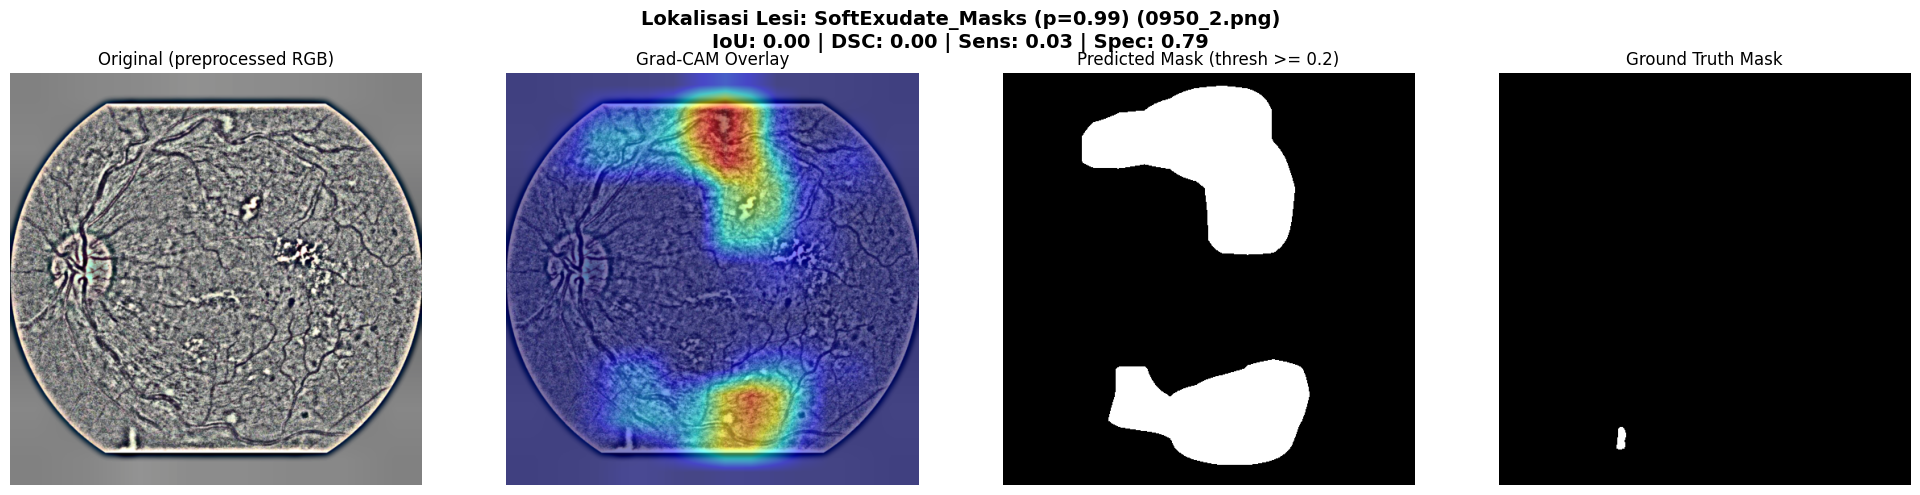 Lokalisasi Lesi: SoftExudate_Masks (p=0.99) (0950_2.png)
IoU: 0.00 | DSC: 0.00 | Sens: 0.03 | Spec: 0.79
Original (preprocessed RGB)
Grad-CAM Overlay
Predicted Mask (thresh >= 0.2)
Ground Truth Mask